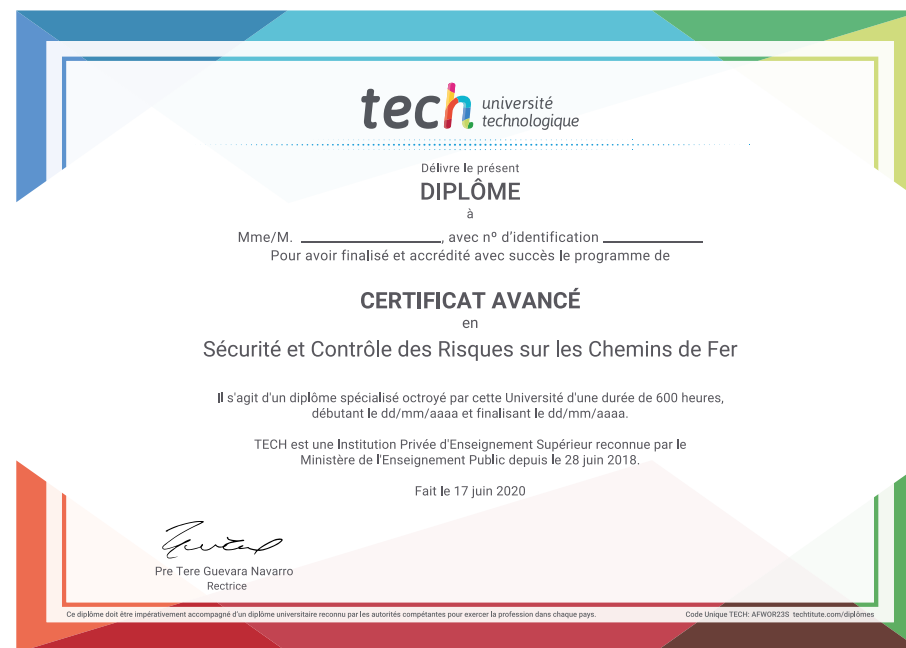 tech université
technologique
Délivre le présent
DIPLÔME
à
Mme/M. ____________________, avec nº d'identification ______________
Pour avoir finalisé et accrédité avec succès le programme de
CERTIFICAT AVANCÉ
en
Sécurité et Contrôle des Risques sur les Chemins de Fer
Il s'agit d'un diplôme spécialisé octroyé par cette Université d'une durée de 600 heures,
débutant le dd/mm/aaaa et finalisant le dd/mm/aaaa.
TECH est une Institution Privée d'Enseignement Supérieur reconnue par le
Ministère de l'Enseignement Public depuis le 28 juin 2018.
Fait le 17 juin 2020
Pre Tere Guevara Navarro
Rectrice
Ce diplôme doit être impérativement accompagné d'un diplôme universitaire reconnu par les autorités compétantes pour exercer la profession dans chaque pays. Code Unique TECH: AFWOR23S techtitute.com/diplômes